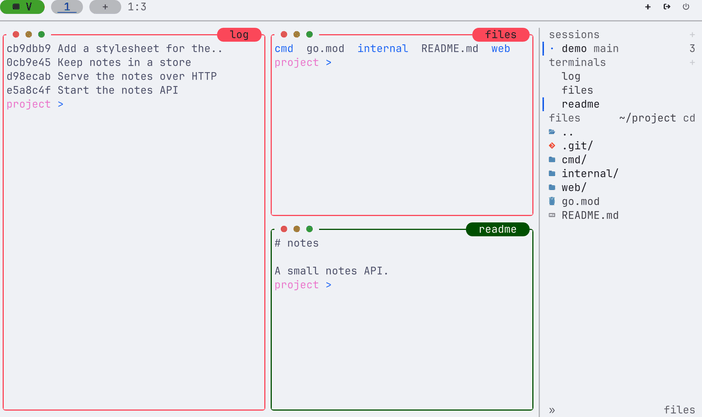 V 1 + 1:3
log
cb9dbb9 Add a stylesheet for the..
0cb9e45 Keep notes in a store
d98ecab Serve the notes over HTTP
e5a8c4f Start the notes API
project >
files
cmd go.mod internal README.md web
project >
readme
# notes
A small notes API.
project >
sessions +
· demo main 3
terminals +
log
files
readme
files ~/project cd
..
.git/
cmd/
internal/
web/
go.mod
README.md
» files